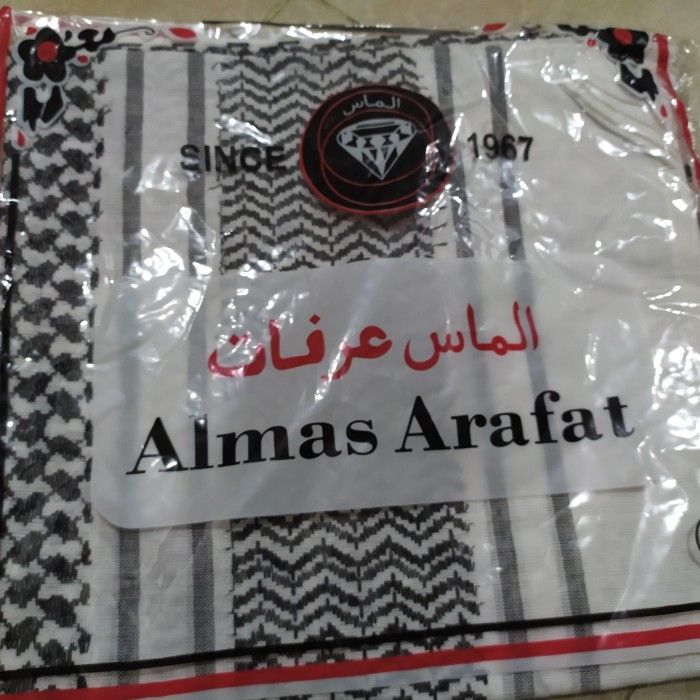 الماس
SINCE 1967
الماس عرفات
Almas Arafat